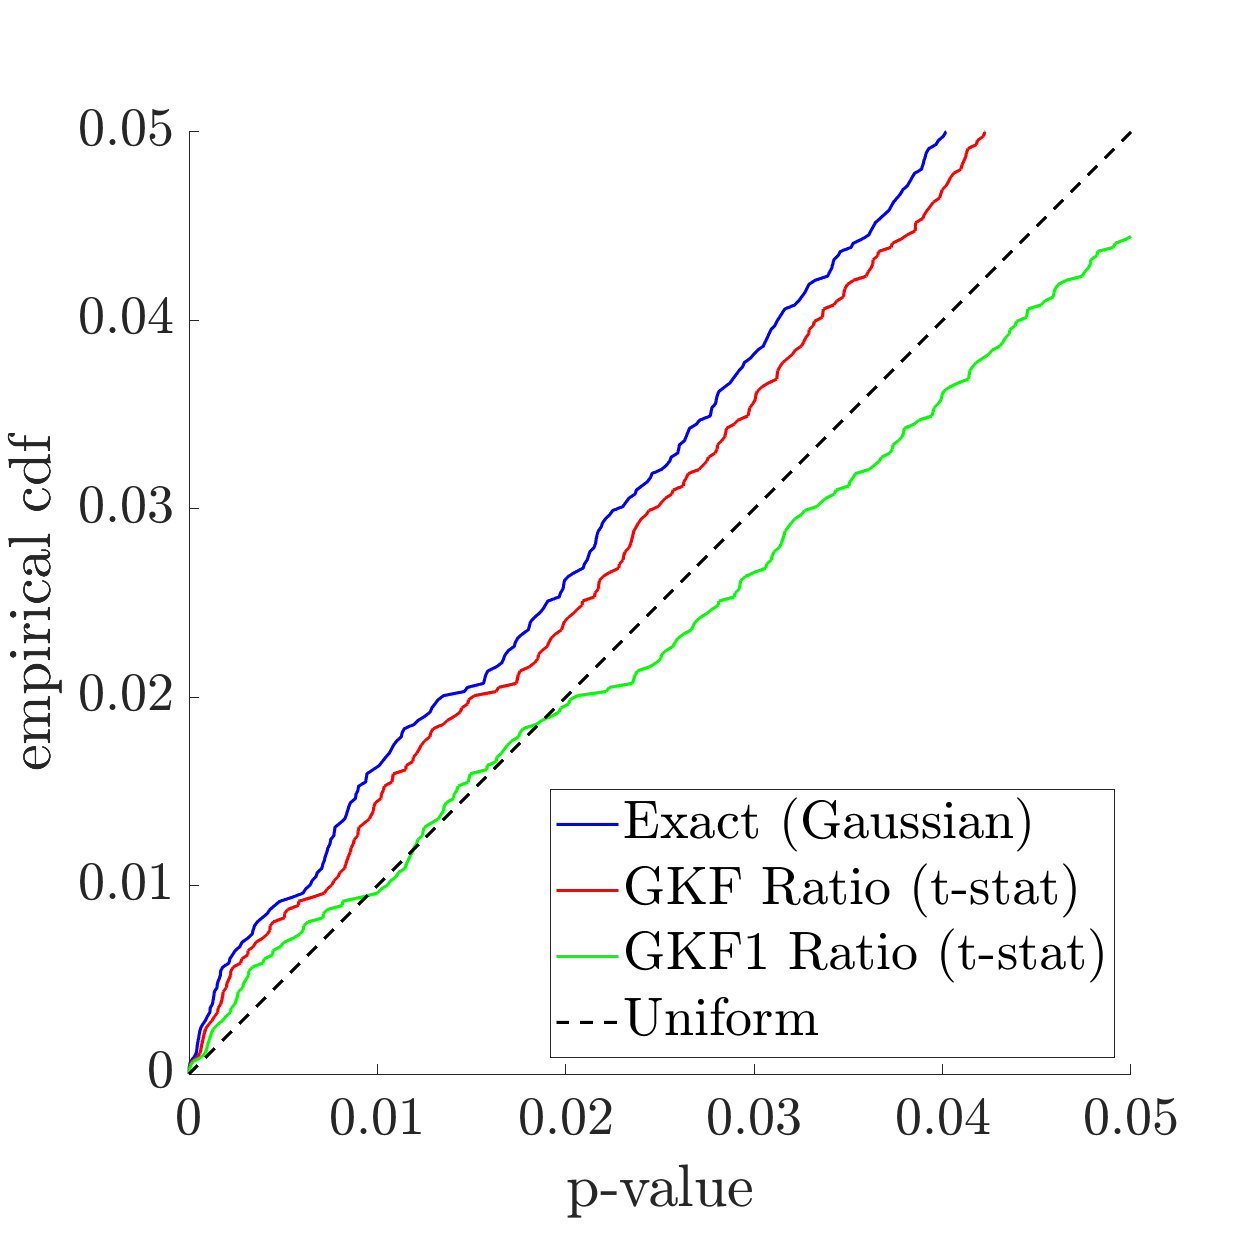 0.05
0.04
0.03
0.02
0.01
0
empirical cdf
Exact (Gaussian)
GKF Ratio (t-stat)
GKF1 Ratio (t-stat)
Uniform
0 0.01 0.02 0.03 0.04 0.05
p-value